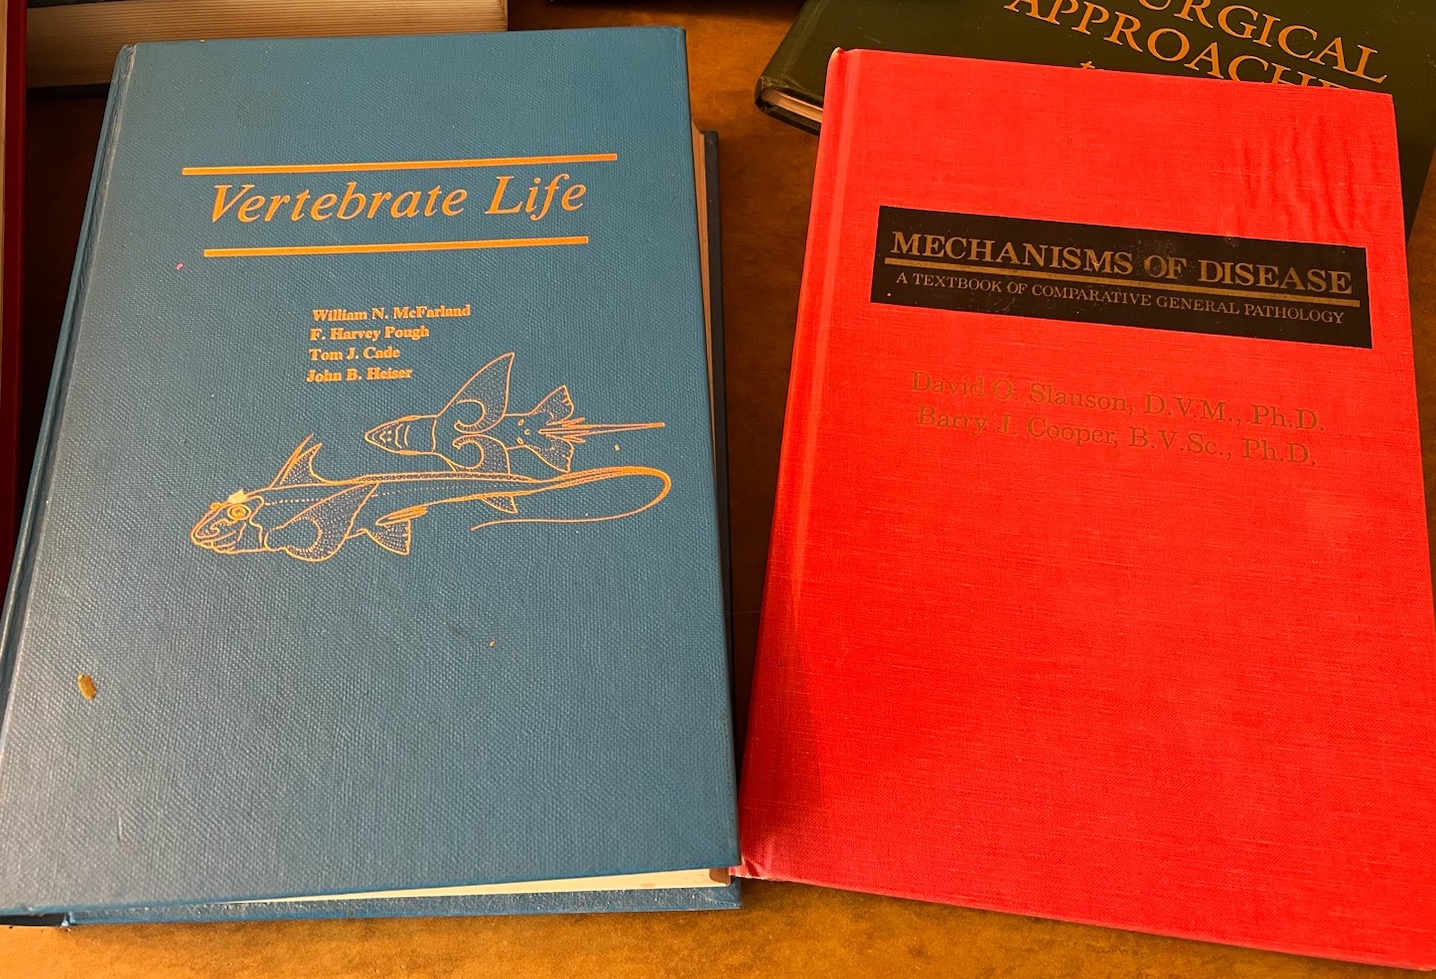 Vertebrate Life
William N. McFarland
F. Harvey Pough
Tom J. Cade
John B. Heiser
APPROACHE
MECHANISMS OF DISEASE
A TEXTBOOK OF COMPARATIVE GENERAL PATHOLOGY
David O. Slauson, D.V.M., Ph.D.
Barry J. Cooper, B.V.Sc., Ph.D.